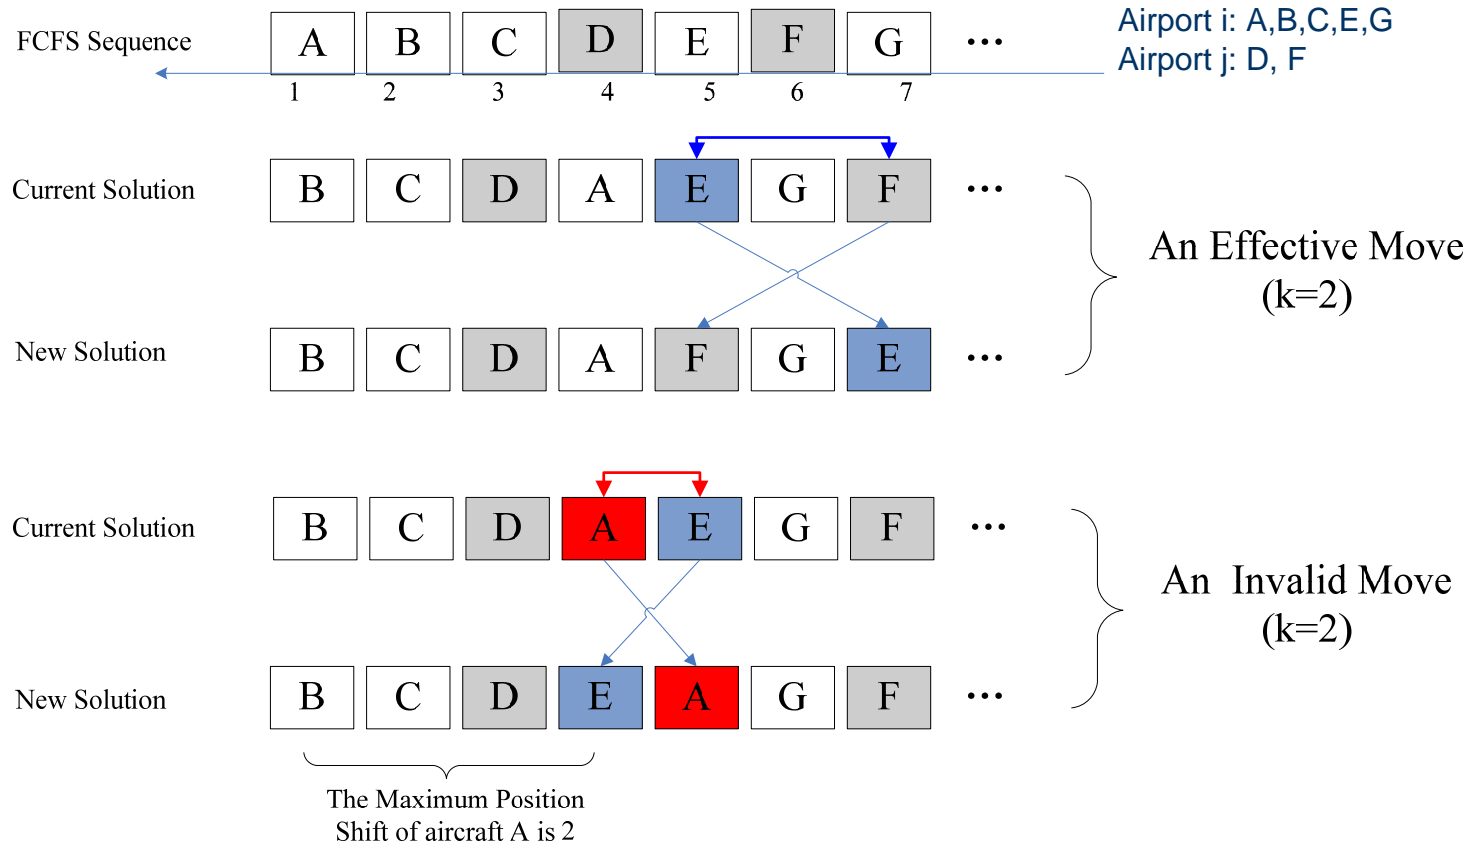 FCFS Sequence A B C D E F G ... Airport i: A,B,C,E,G
Airport j: D, F
1 2 3 4 5 6 7
Current Solution B C D A E G F ...
An Effective Move
(k=2)
New Solution B C D A F G E ...
Current Solution B C D A E G F ...
An Invalid Move
(k=2)
New Solution B C D E A G F ...
The Maximum Position
Shift of aircraft A is 2